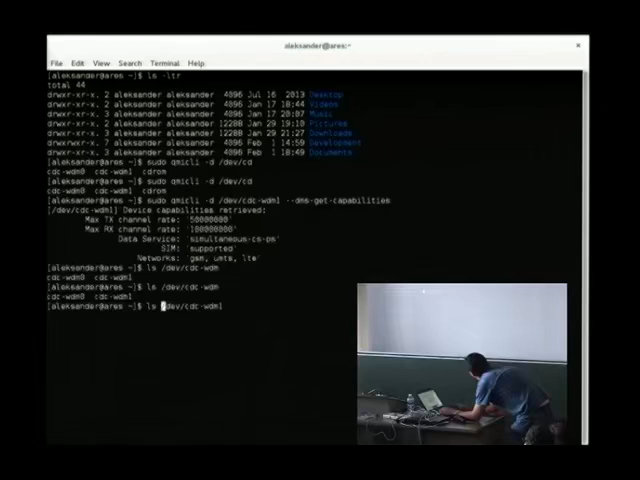 aleksander@ares:~
File Edit View Search Terminal Help
[aleksander@ares ~]$ ls -ltr
total 44
drwxr-xr-x. 2 aleksander aleksander 4096 Jul 16 2013 Desktop
drwxr-xr-x. 2 aleksander aleksander 4096 Jan 17 18:44 Videos
drwxr-xr-x. 3 aleksander aleksander 4096 Jan 17 20:07 Music
drwxr-xr-x. 2 aleksander aleksander 12288 Jan 29 19:10 Pictures
drwxr-xr-x. 3 aleksander aleksander 12288 Jan 29 21:27 Downloads
drwxr-xr-x. 7 aleksander aleksander 4096 Feb 1 14:59 Development
drwxr-xr-x. 3 aleksander aleksander 4096 Feb 1 18:49 Documents
[aleksander@ares ~]$ sudo qmicli -d /dev/cd
cdc-wdm0 cdc-wdm1 cdrom
[aleksander@ares ~]$ sudo qmicli -d /dev/cd
cdc-wdm0 cdc-wdm1 cdrom
[aleksander@ares ~]$ sudo qmicli -d /dev/cdc-wdm1 --dms-get-capabilities
[/dev/cdc-wdm1] Device capabilities retrieved:
Max TX channel rate: '50000000'
Max RX channel rate: '100000000'
Data Service: 'simultaneous-cs-ps'
SIM: 'supported'
Networks: 'gsm, umts, lte'
[aleksander@ares ~]$ ls /dev/cdc-wdm
cdc-wdm0 cdc-wdm1
[aleksander@ares ~]$ ls /dev/cdc-wdm
cdc-wdm0 cdc-wdm1
[aleksander@ares ~]$ ls /dev/cdc-wdm1